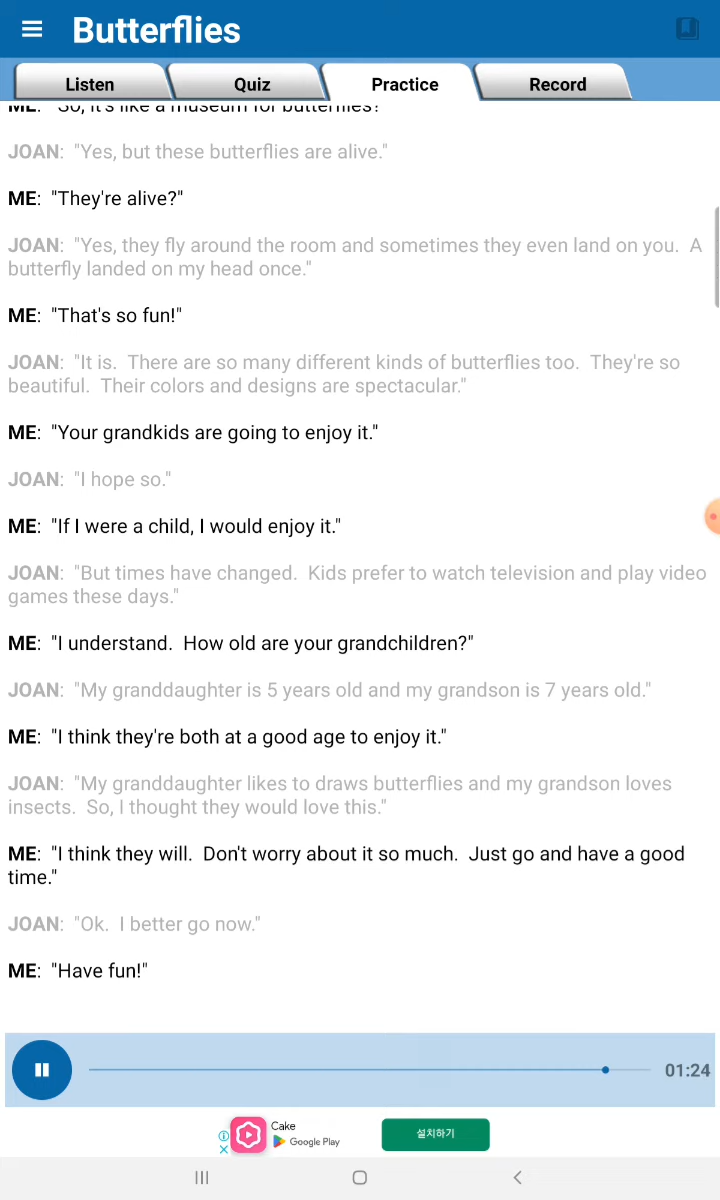 Butterflies
Listen Quiz Practice Record
ME: "So, it's like a museum for butterflies?"
JOAN: "Yes, but these butterflies are alive."
ME: "They're alive?"
JOAN: "Yes, they fly around the room and sometimes they even land on you. A
butterfly landed on my head once."
ME: "That's so fun!"
JOAN: "It is. There are so many different kinds of butterflies too. They're so
beautiful. Their colors and designs are spectacular."
ME: "Your grandkids are going to enjoy it."
JOAN: "I hope so."
ME: "If I were a child, I would enjoy it."
JOAN: "But times have changed. Kids prefer to watch television and play video
games these days."
ME: "I understand. How old are your grandchildren?"
JOAN: "My granddaughter is 5 years old and my grandson is 7 years old."
ME: "I think they're both at a good age to enjoy it."
JOAN: "My granddaughter likes to draws butterflies and my grandson loves
insects. So, I thought they would love this."
ME: "I think they will. Don't worry about it so much. Just go and have a good
time."
JOAN: "Ok. I better go now."
ME: "Have fun!"
01:24
Cake
Google Play
설치하기